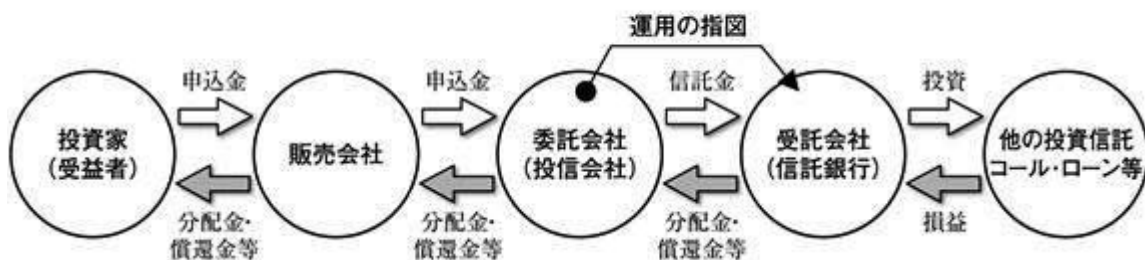 運用の指図
申込金
申込金
信託金
投資
投資家
(受益者)
販売会社
委託会社
(投信会社)
受託会社
(信託銀行)
他の投資信託
コール・ローン等
分配金・
償還金等
分配金・
償還金等
分配金・
償還金等
損益